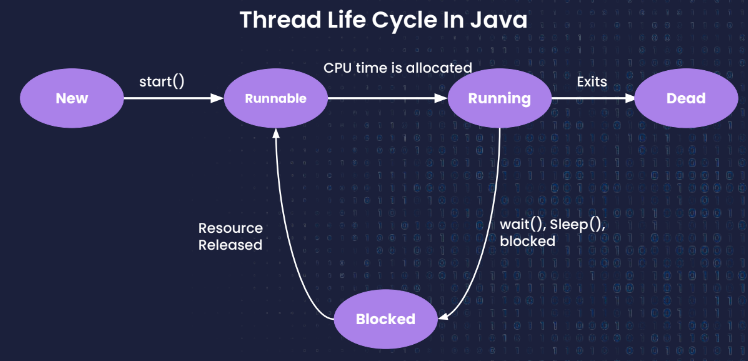 Thread Life Cycle In Java
CPU time is allocated
start()
Exits
New
Runnable
Running
Dead
Resource
Released
wait(), Sleep(),
blocked
Blocked